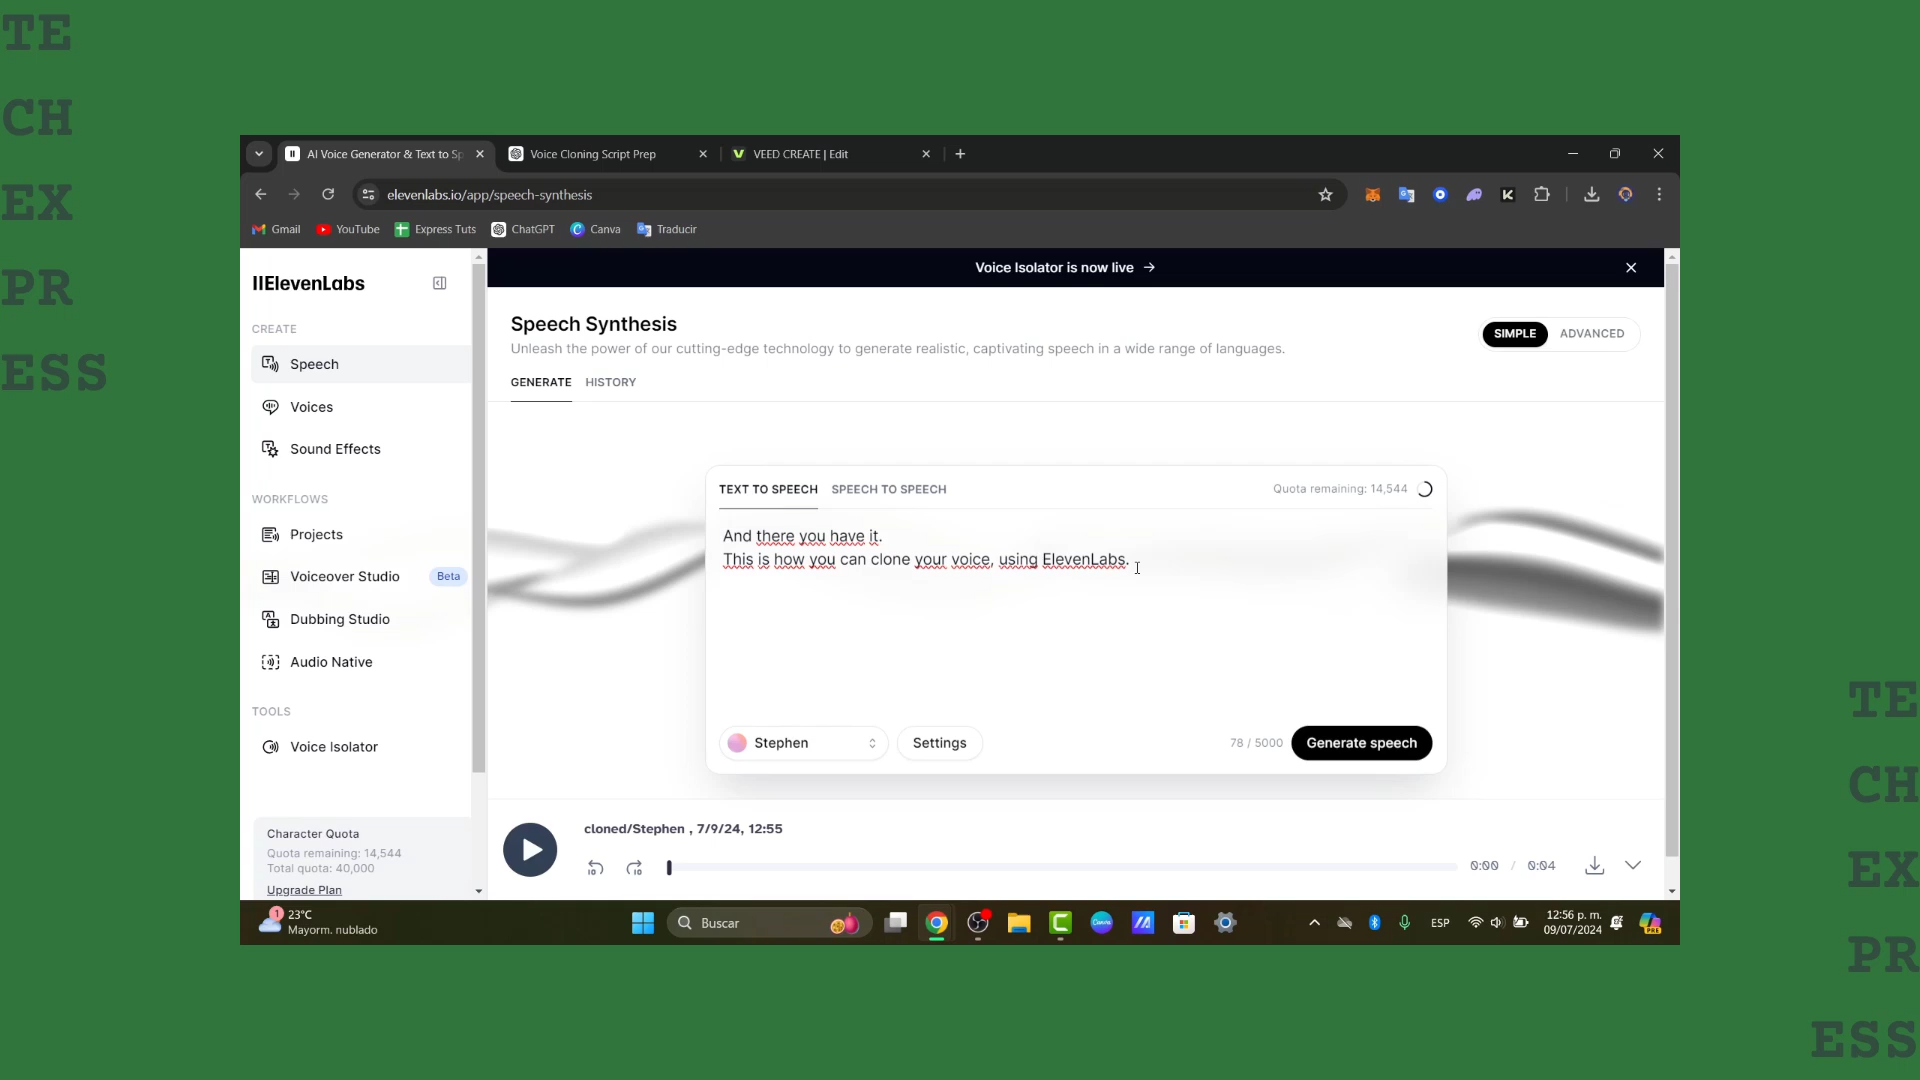 TE
CH
EX
PR
ESS
AI Voice Generator & Text to Sp
Voice Cloning Script Prep
VEED CREATE | Edit
elevenlabs.io/app/speech-synthesis
Gmail
YouTube
Express Tuts
ChatGPT
Canva
Traducir
IIElevenLabs
CREATE
Speech
Voices
Sound Effects
WORKFLOWS
Projects
Voiceover Studio
Beta
Dubbing Studio
Audio Native
TOOLS
Voice Isolator
Character Quota
Quota remaining: 14,544
Total quota: 40,000
Upgrade Plan
Voice Isolator is now live →
Speech Synthesis
Unleash the power of our cutting-edge technology to generate realistic, captivating speech in a wide range of languages.
SIMPLE
ADVANCED
GENERATE
HISTORY
TEXT TO SPEECH
SPEECH TO SPEECH
Quota remaining: 14,544
And there you have it.
This is how you can clone your voice, using ElevenLabs.
Stephen
Settings
78 / 5000
Generate speech
cloned/Stephen , 7/9/24, 12:55
10
10
0:00 / 0:04
1
23°C
Mayorm. nublado
Buscar
Canva
ESP
12:56 p. m.
09/07/2024
PRE
TE
CH
EX
PR
ESS